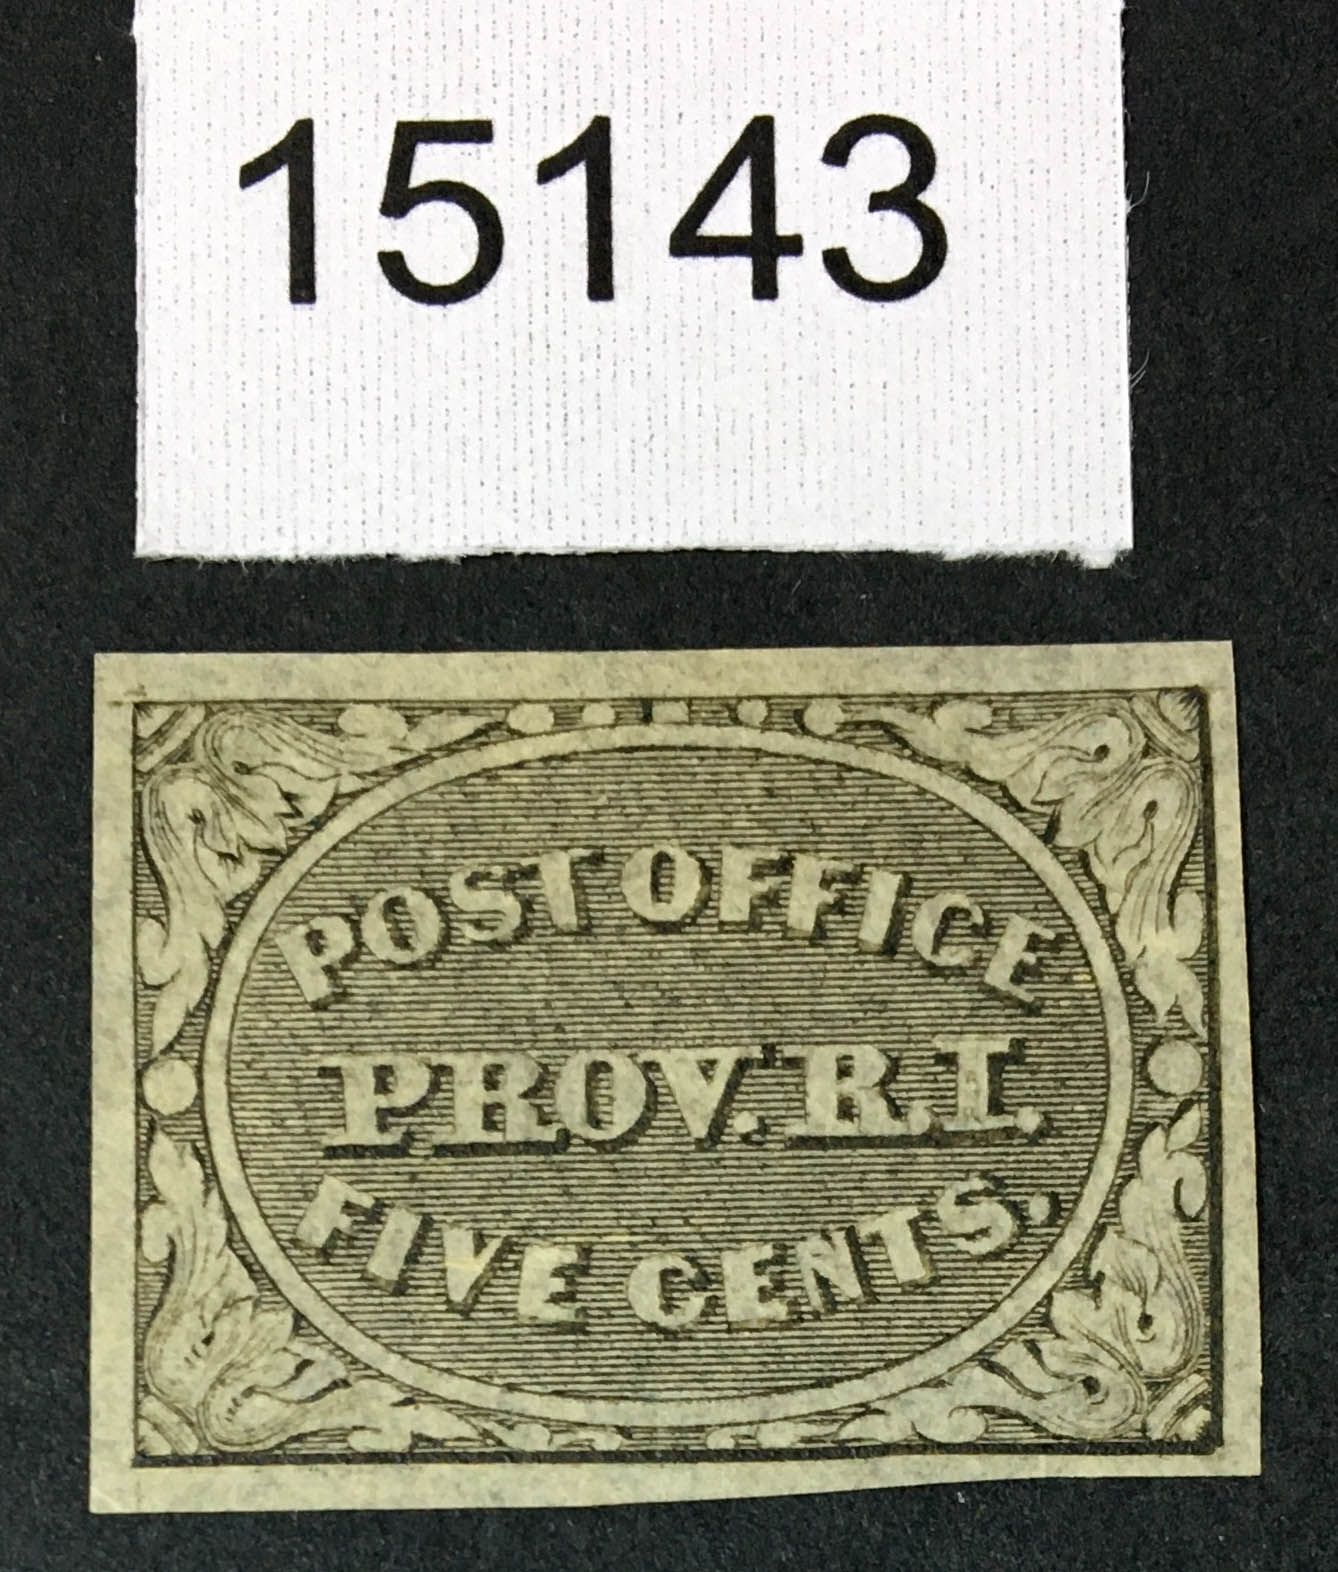 15143
POST OFFICE
PROV. R.I.
FIVE CENTS.